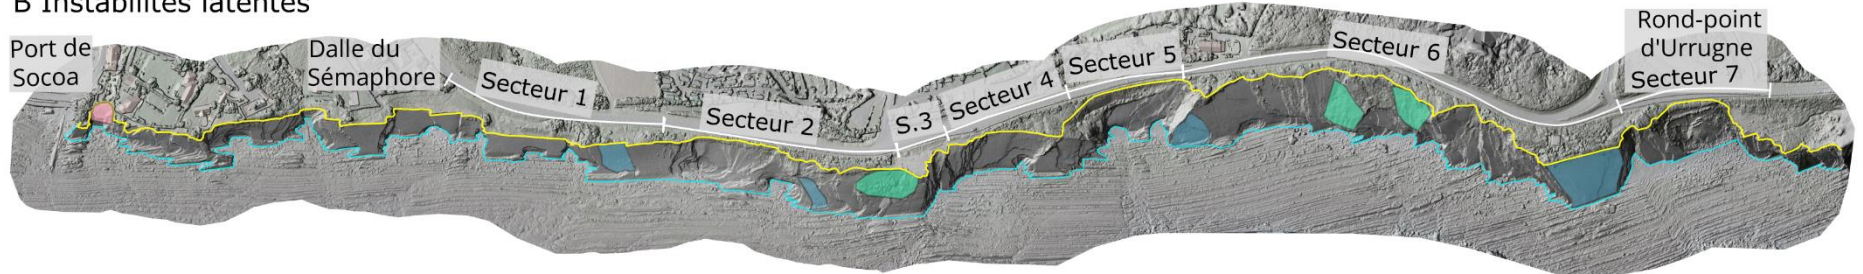 B Instabilités latentes
Port de
Socoa
Dalle du
Sémaphore
Secteur 1
Secteur 2
S.3
Secteur 4
Secteur 5
Secteur 6
Rond-point
d'Urrugne
Secteur 7